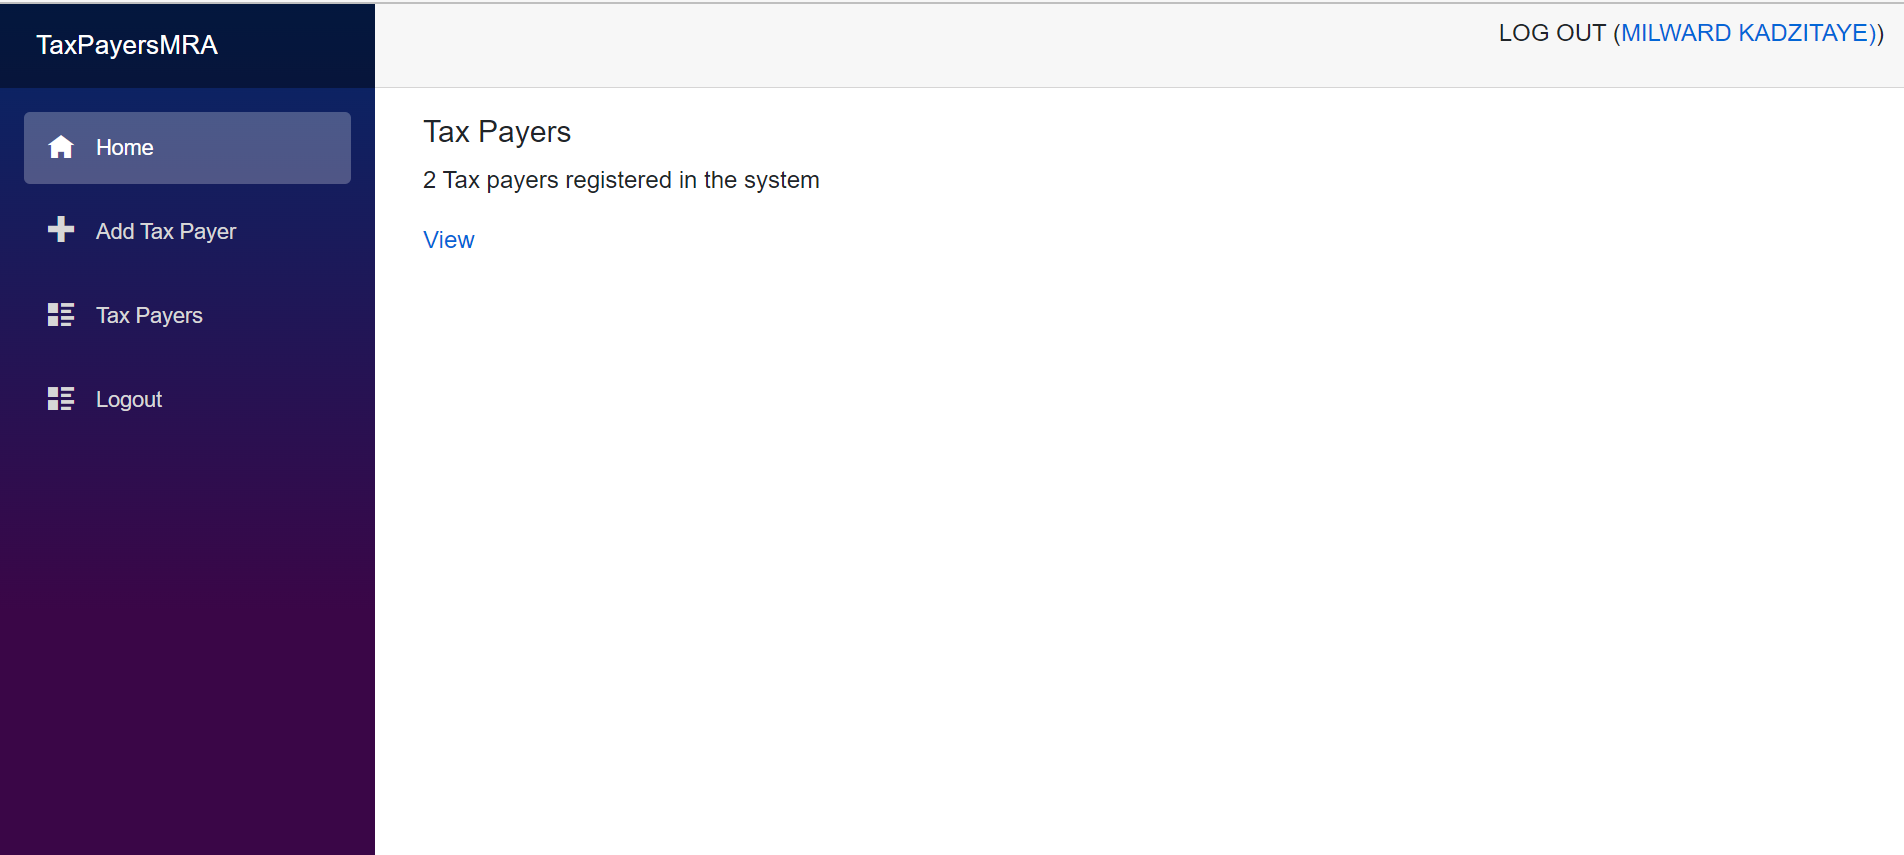 TaxPayersMRA
LOG OUT (MILWARD KADZITAYE))
Home
Add Tax Payer
Tax Payers
Logout
Tax Payers
2 Tax payers registered in the system
View